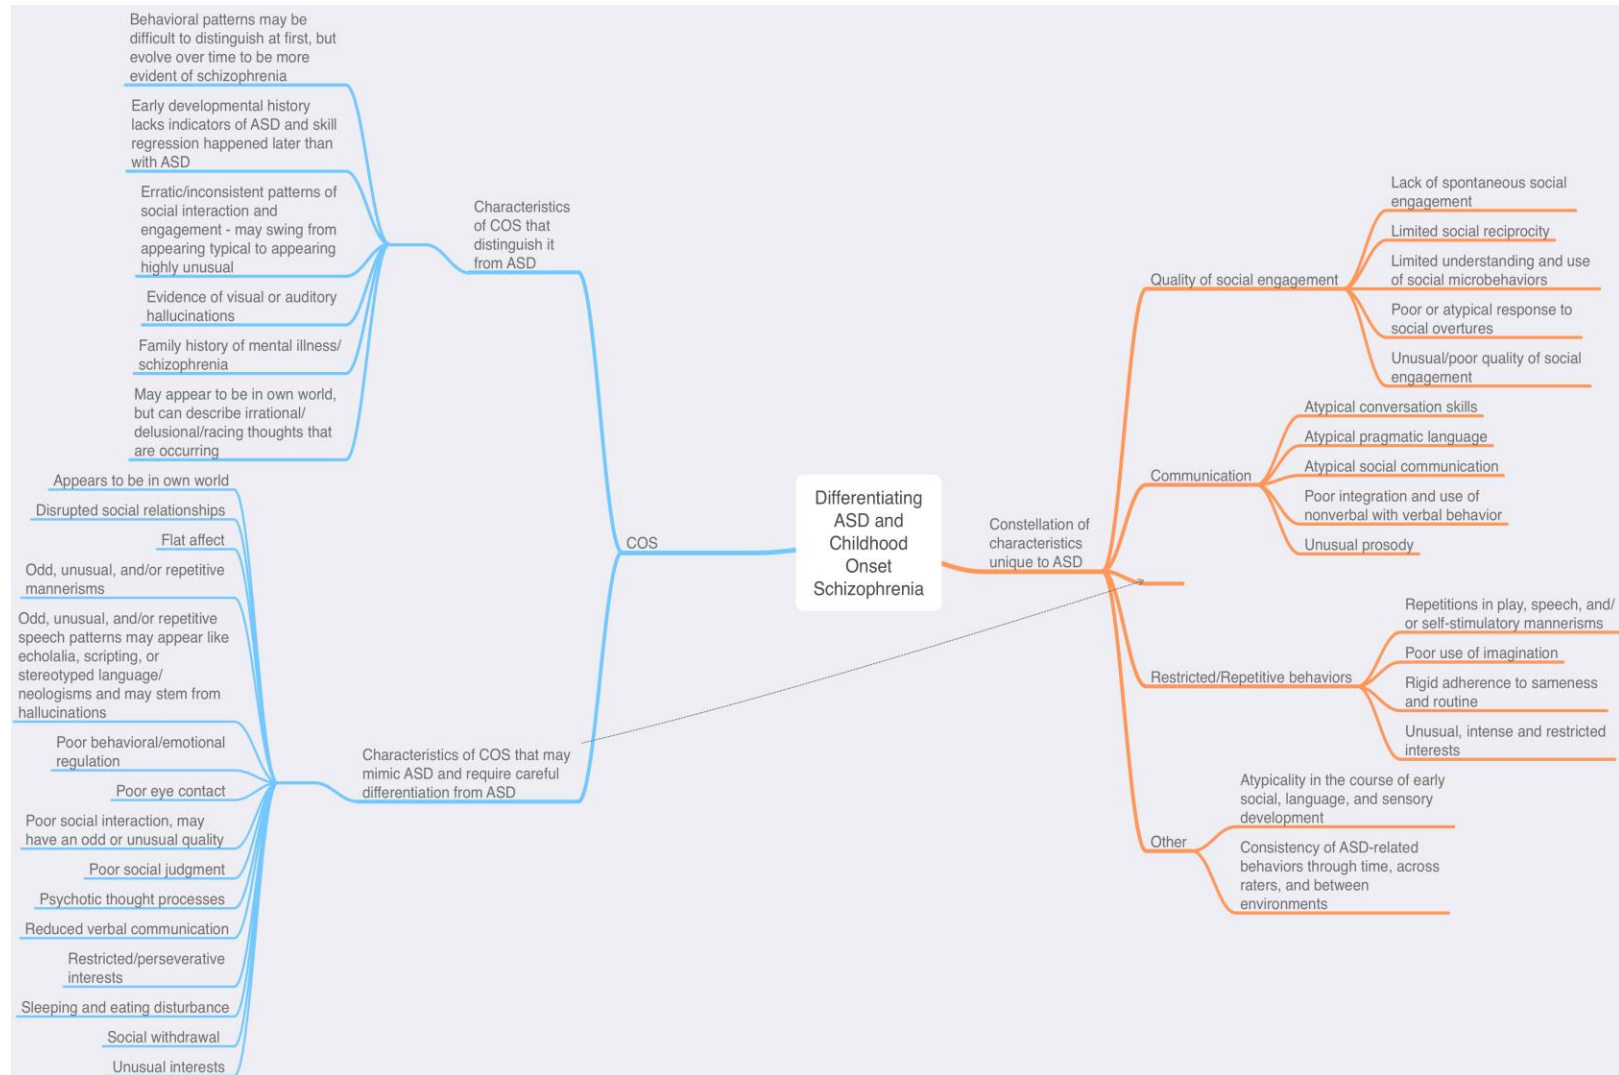 Behavioral patterns may be
difficult to distinguish at first, but
evolve over time to be more
evident of schizophrenia
Early developmental history
lacks indicators of ASD and skill
regression happened later than
with ASD
Erratic/inconsistent patterns of
social interaction and
engagement - may swing from
appearing typical to appearing
highly unusual
Evidence of visual or auditory
hallucinations
Family history of mental illness/
schizophrenia
May appear to be in own world,
but can describe irrational/
delusional/racing thoughts that
are occurring
Characteristics
of COS that
distinguish it
from ASD
Appears to be in own world
Disrupted social relationships
Flat affect
Odd, unusual, and/or repetitive
mannerisms
Odd, unusual, and/or repetitive
speech patterns may appear like
echolalia, scripting, or
stereotyped language/
neologisms and may stem from
hallucinations
Poor behavioral/emotional
regulation
Poor eye contact
Poor social interaction, may
have an odd or unusual quality
Poor social judgment
Psychotic thought processes
Reduced verbal communication
Restricted/perseverative
interests
Sleeping and eating disturbance
Social withdrawal
Unusual interests
Characteristics of COS that may
mimic ASD and require careful
differentiation from ASD
COS
Differentiating
ASD and
Childhood
Onset
Schizophrenia
Constellation of
characteristics
unique to ASD
Quality of social engagement
Lack of spontaneous social
engagement
Limited social reciprocity
Limited understanding and use
of social microbehaviors
Poor or atypical response to
social overtures
Unusual/poor quality of social
engagement
Communication
Atypical conversation skills
Atypical pragmatic language
Atypical social communication
Poor integration and use of
nonverbal with verbal behavior
Unusual prosody
Restricted/Repetitive behaviors
Repetitions in play, speech, and/
or self-stimulatory mannerisms
Poor use of imagination
Rigid adherence to sameness
and routine
Unusual, intense and restricted
interests
Other
Atypicality in the course of early
social, language, and sensory
development
Consistency of ASD-related
behaviors through time, across
raters, and between
environments